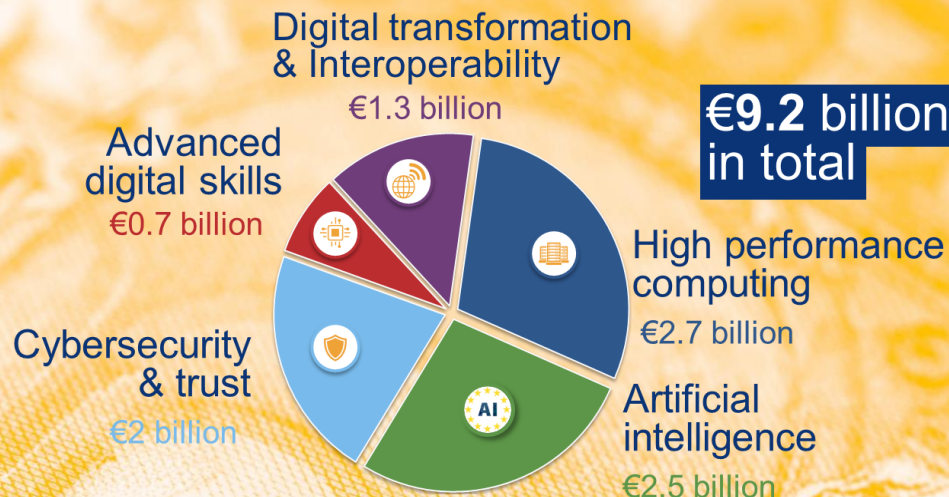 Digital transformation
& Interoperability
€1.3 billion
€9.2 billion
in total
Advanced
digital skills
€0.7 billion
High performance
computing
€2.7 billion
Cybersecurity
& trust
€2 billion
AI
Artificial
intelligence
€2.5 billion